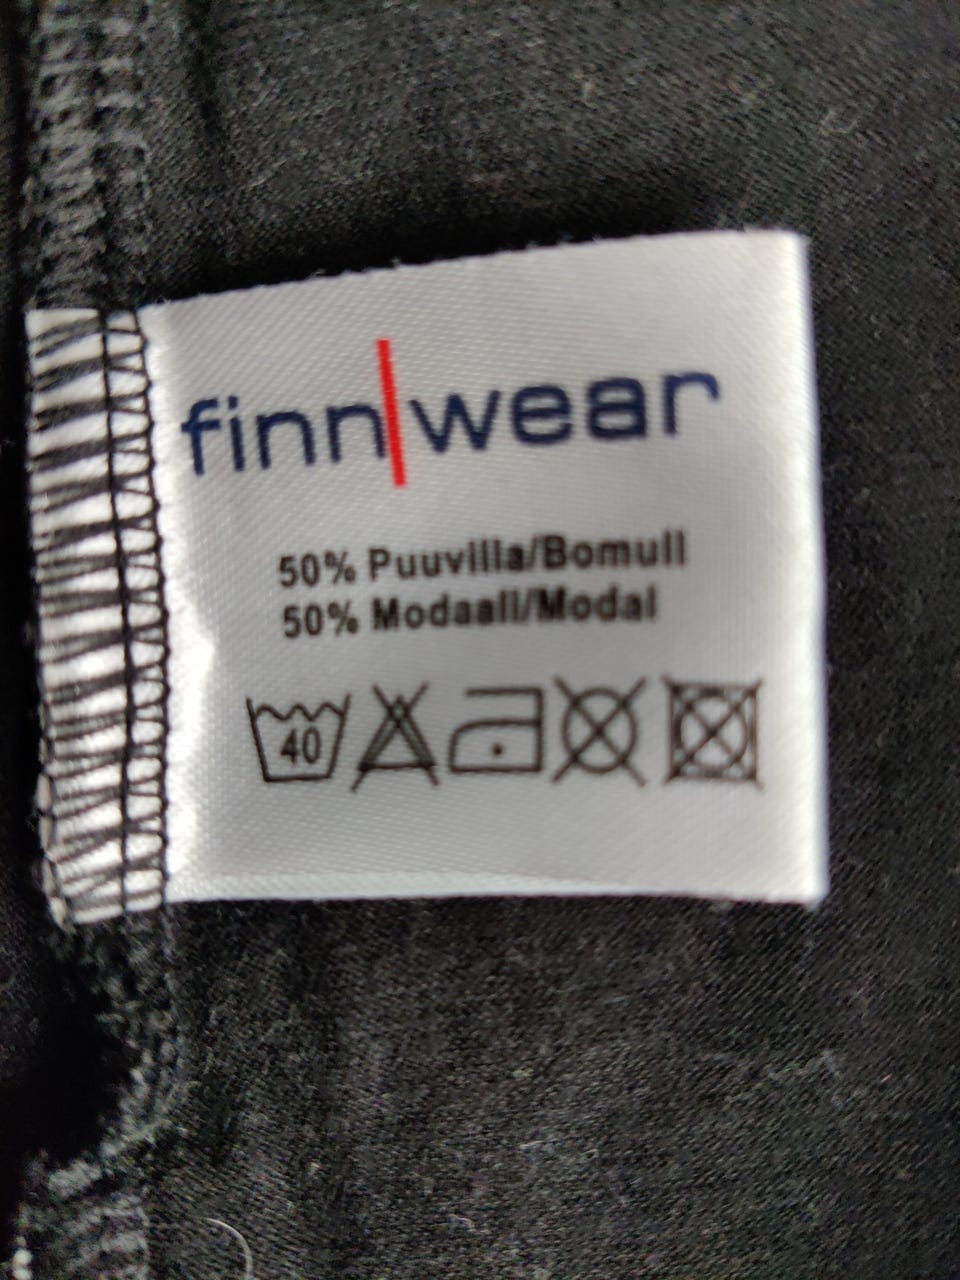 finn wear
50% Puuvilla/Bomull
50% Modaali/Modal
40